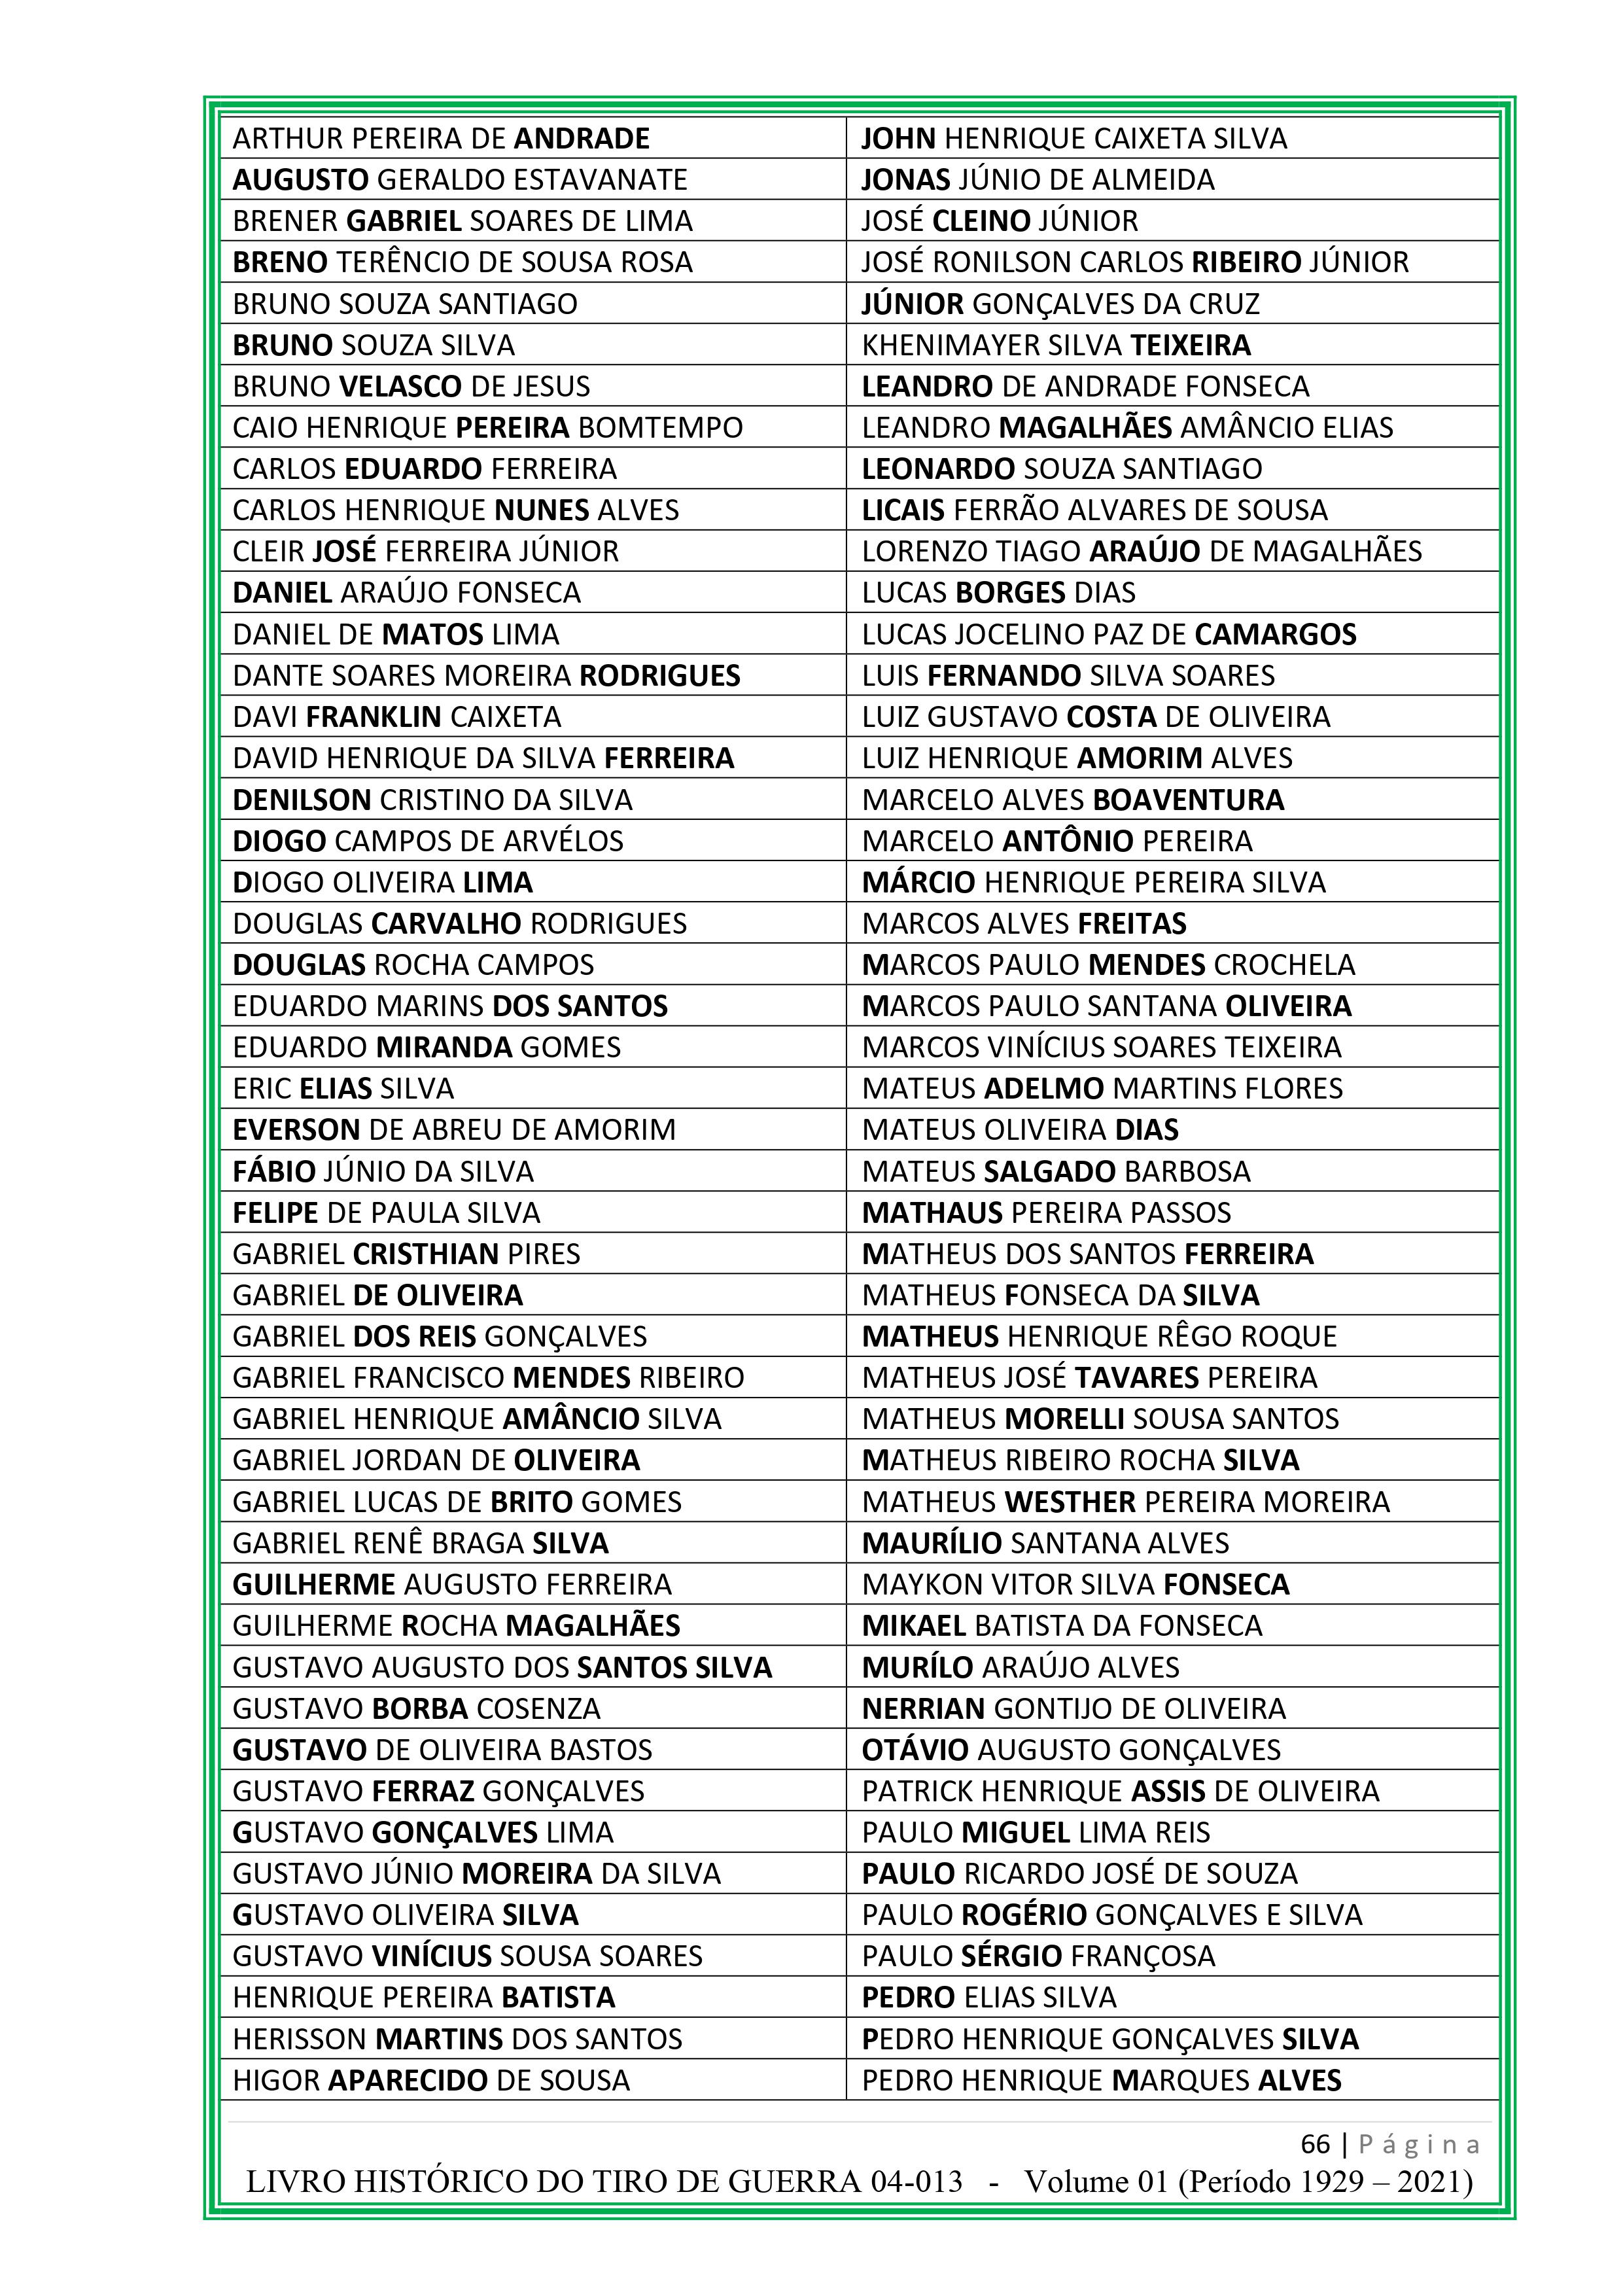 ARTHUR PEREIRA DE ANDRADE JOHN HENRIQUE CAIXETA SILVA
AUGUSTO GERALDO ESTAVANATE JONAS JÚNIO DE ALMEIDA
BRENER GABRIEL SOARES DE LIMA JOSÉ CLEINO JÚNIOR
BRENO TERÊNCIO DE SOUSA ROSA JOSÉ RONILSON CARLOS RIBEIRO JÚNIOR
BRUNO SOUZA SANTIAGO JÚNIOR GONÇALVES DA CRUZ
BRUNO SOUZA SILVA KHENIMAYER SILVA TEIXEIRA
BRUNO VELASCO DE JESUS LEANDRO DE ANDRADE FONSECA
CAIO HENRIQUE PEREIRA BOMTEMPO LEANDRO MAGALHÃES AMÂNCIO ELIAS
CARLOS EDUARDO FERREIRA LEONARDO SOUZA SANTIAGO
CARLOS HENRIQUE NUNES ALVES LICAIS FERRÃO ALVARES DE SOUSA
CLEIR JOSÉ FERREIRA JÚNIOR LORENZO TIAGO ARAÚJO DE MAGALHÃES
DANIEL ARAÚJO FONSECA LUCAS BORGES DIAS
DANIEL DE MATOS LIMA LUCAS JOCELINO PAZ DE CAMARGOS
DANTE SOARES MOREIRA RODRIGUES LUIS FERNANDO SILVA SOARES
DAVI FRANKLIN CAIXETA LUIZ GUSTAVO COSTA DE OLIVEIRA
DAVID HENRIQUE DA SILVA FERREIRA LUIZ HENRIQUE AMORIM ALVES
DENILSON CRISTINO DA SILVA MARCELO ALVES BOAVENTURA
DIOGO CAMPOS DE ARVÉLOS MARCELO ANTÔNIO PEREIRA
DIOGO OLIVEIRA LIMA MÁRCIO HENRIQUE PEREIRA SILVA
DOUGLAS CARVALHO RODRIGUES MARCOS ALVES FREITAS
DOUGLAS ROCHA CAMPOS MARCOS PAULO MENDES CROCHELA
EDUARDO MARINS DOS SANTOS MARCOS PAULO SANTANA OLIVEIRA
EDUARDO MIRANDA GOMES MARCOS VINÍCIUS SOARES TEIXEIRA
ERIC ELIAS SILVA MATEUS ADELMO MARTINS FLORES
EVERSON DE ABREU DE AMORIM MATEUS OLIVEIRA DIAS
FÁBIO JÚNIO DA SILVA MATEUS SALGADO BARBOSA
FELIPE DE PAULA SILVA MATHAUS PEREIRA PASSOS
GABRIEL CRISTHIAN PIRES MATHEUS DOS SANTOS FERREIRA
GABRIEL DE OLIVEIRA MATHEUS FONSECA DA SILVA
GABRIEL DOS REIS GONÇALVES MATHEUS HENRIQUE RÊGO ROQUE
GABRIEL FRANCISCO MENDES RIBEIRO MATHEUS JOSÉ TAVARES PEREIRA
GABRIEL HENRIQUE AMÂNCIO SILVA MATHEUS MORELLI SOUSA SANTOS
GABRIEL JORDAN DE OLIVEIRA MATHEUS RIBEIRO ROCHA SILVA
GABRIEL LUCAS DE BRITO GOMES MATHEUS WESTHER PEREIRA MOREIRA
GABRIEL RENÊ BRAGA SILVA MAURÍLIO SANTANA ALVES
GUILHERME AUGUSTO FERREIRA MAYKON VITOR SILVA FONSECA
GUILHERME ROCHA MAGALHÃES MIKAEL BATISTA DA FONSECA
GUSTAVO AUGUSTO DOS SANTOS SILVA MURÍLO ARAÚJO ALVES
GUSTAVO BORBA COSENZA NERRIAN GONTIJO DE OLIVEIRA
GUSTAVO DE OLIVEIRA BASTOS OTÁVIO AUGUSTO GONÇALVES
GUSTAVO FERRAZ GONÇALVES PATRICK HENRIQUE ASSIS DE OLIVEIRA
GUSTAVO GONÇALVES LIMA PAULO MIGUEL LIMA REIS
GUSTAVO JÚNIO MOREIRA DA SILVA PAULO RICARDO JOSÉ DE SOUZA
GUSTAVO OLIVEIRA SILVA PAULO ROGÉRIO GONÇALVES E SILVA
GUSTAVO VINÍCIUS SOUSA SOARES PAULO SÉRGIO FRANÇOSA
HENRIQUE PEREIRA BATISTA PEDRO ELIAS SILVA
HERISSON MARTINS DOS SANTOS PEDRO HENRIQUE GONÇALVES SILVA
HIGOR APARECIDO DE SOUSA PEDRO HENRIQUE MARQUES ALVES
66 | Página
LIVRO HISTÓRICO DO TIRO DE GUERRA 04-013 - Volume 01 (Período 1929 – 2021)